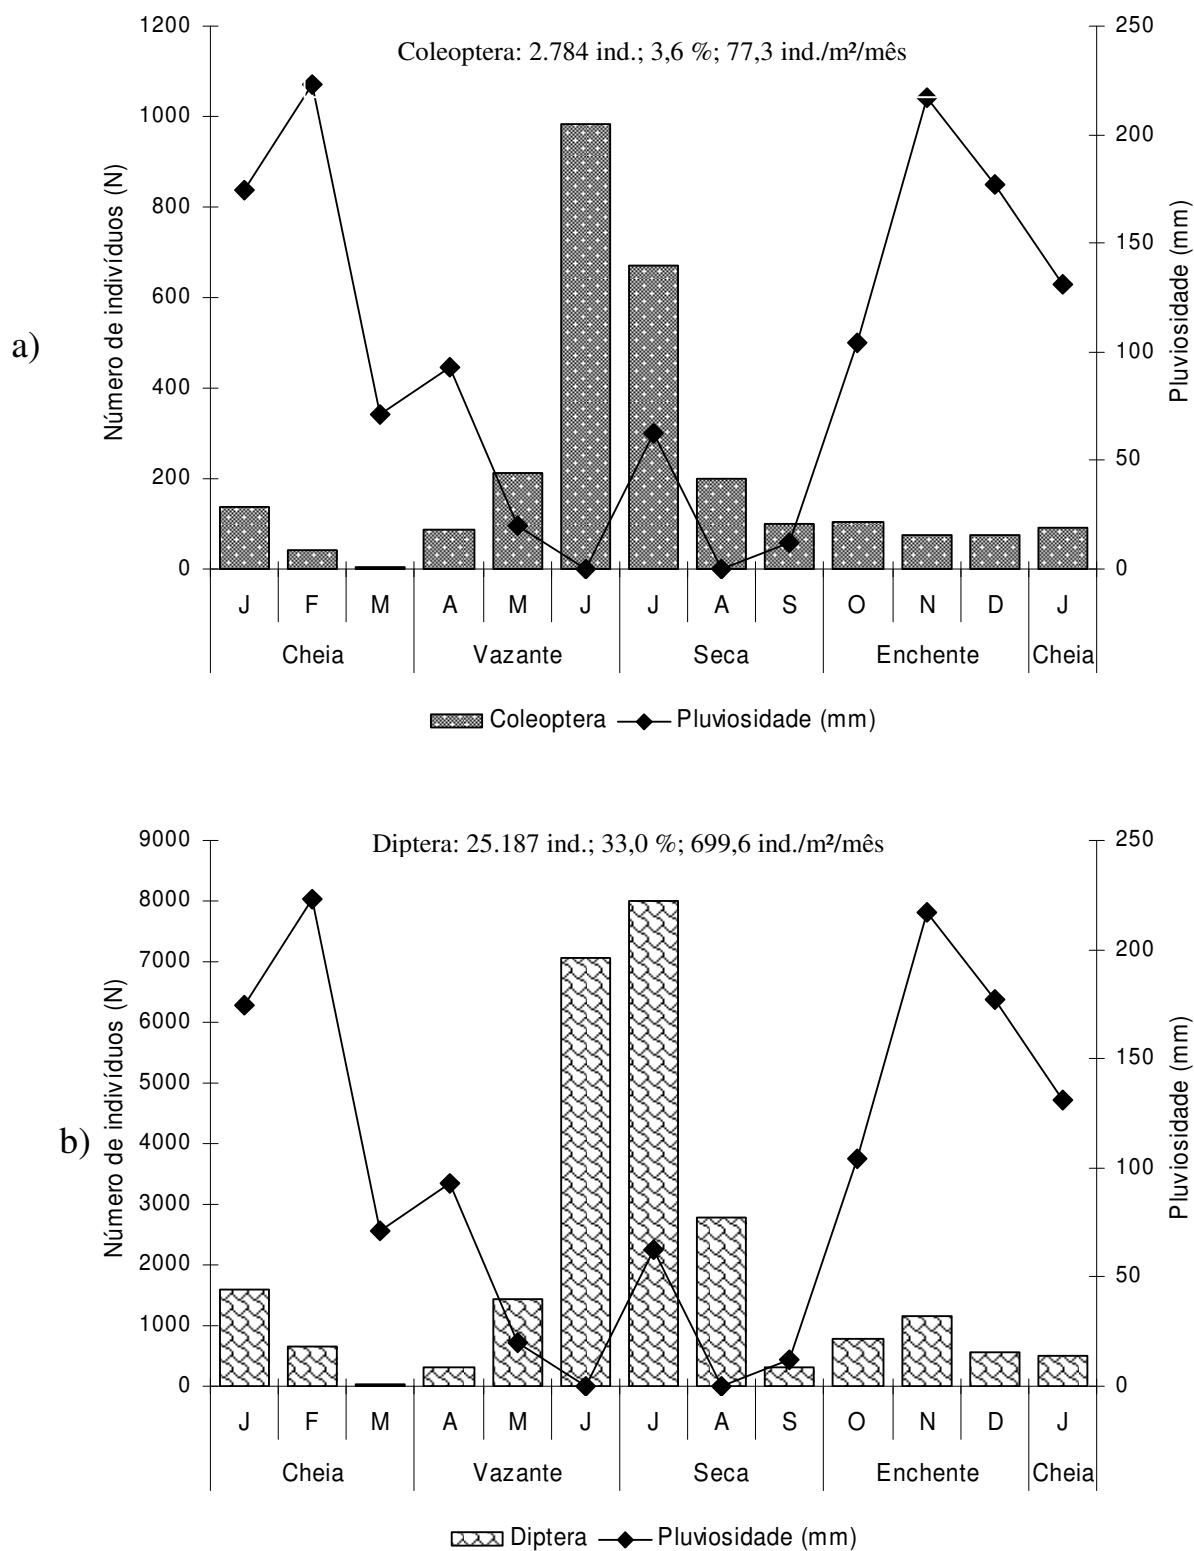 Coleoptera: 2.784 ind.; 3,6 %; 77,3 ind./m²/mês
1200
1000
800
600
400
200
0
Número de indivíduos (N)
250
200
150
100
50
0
Pluviosidade (mm)
a)
J F M A M J J A S O N D J
Cheia Vazante Seca Enchente Cheia
Coleoptera Pluviosidade (mm)
Diptera: 25.187 ind.; 33,0 %; 699,6 ind./m²/mês
9000
8000
7000
6000
5000
4000
3000
2000
1000
0
Número de indivíduos (N)
250
200
150
100
50
0
Pluviosidade (mm)
b)
J F M A M J J A S O N D J
Cheia Vazante Seca Enchente Cheia
Diptera Pluviosidade (mm)